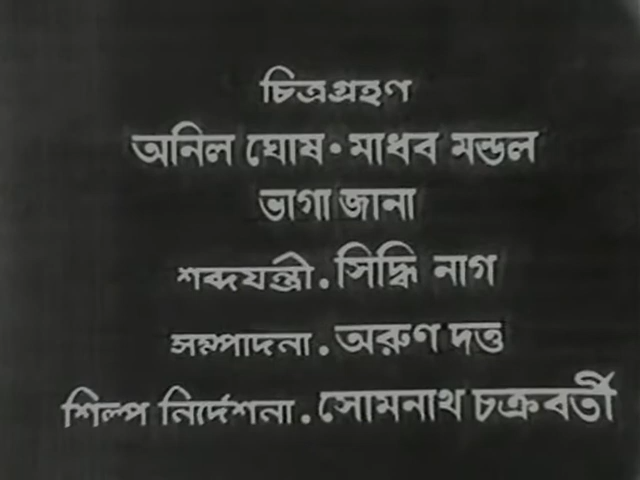 চিত্রগ্রহণ
অনিল ঘোষ • মাধব মন্ডল
ভাগা জানা
শব্দযন্ত্রী . সিদ্ধি নাগ
সম্পাদনা . অরুণ দত্ত
শিল্প নির্দেশনা . সোমনাথ চক্রবর্তী